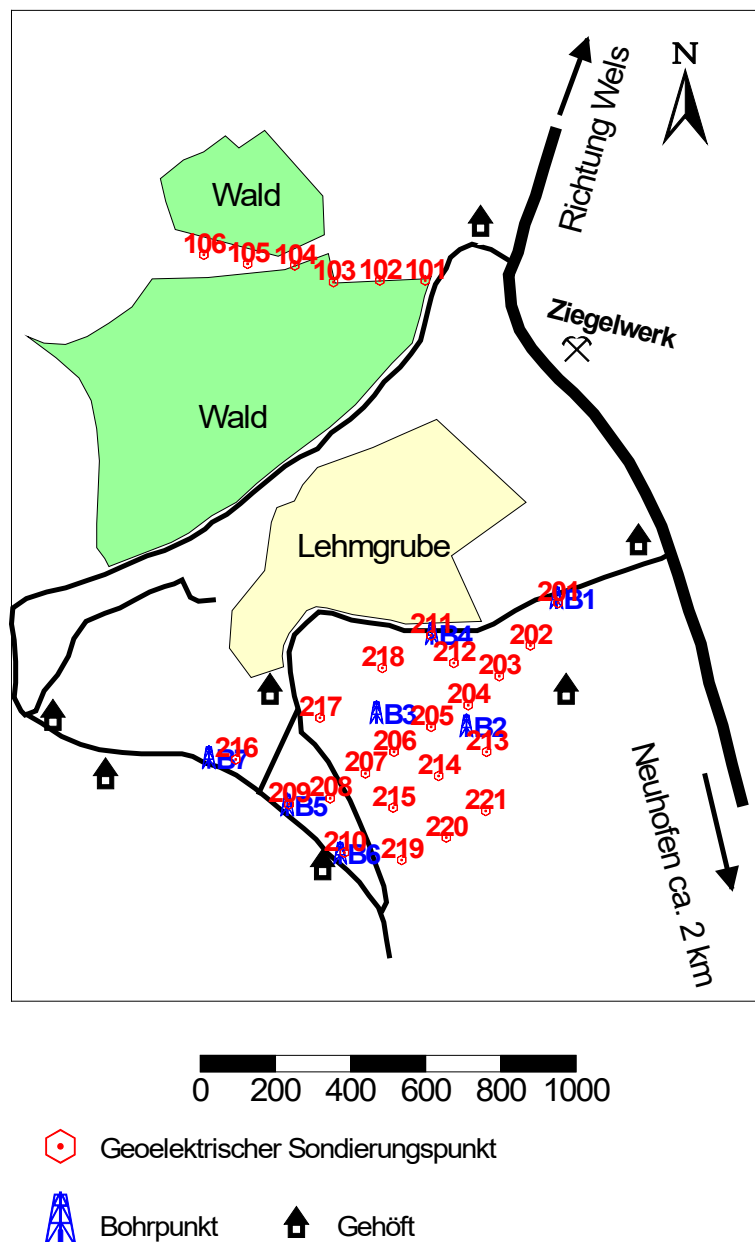 Richtung Wels
N
Wald
106
105
104
103
102
101
Ziegelwerk
Wald
Lehmgrube
201
B1
211
B4
202
212
218
203
204
217
B3
205
B2
216
B7
206
213
207
214
209
B5
208
215
221
220
210
B6
219
Neuhofen ca. 2 km
0 200 400 600 800 1000
Geoelektrischer Sondierungspunkt
Bohrpunkt
Gehöft